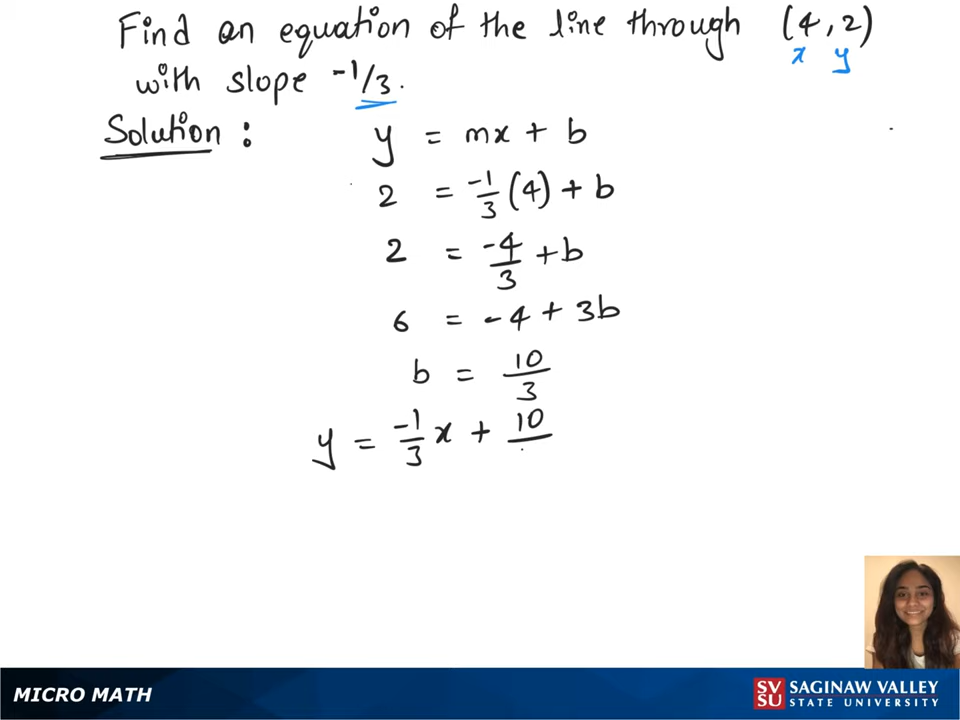 Find an equation of the line through (4, 2)
x y
with slope -1/3.
Solution :
y = mx + b
2 = -1/3 (4) + b
2 = -4/3 + b
6 = -4 + 3b
b = 10/3
y = -1/3 x + 10/
MICRO MATH
SV SU SAGINAW VALLEY
STATE UNIVERSITY